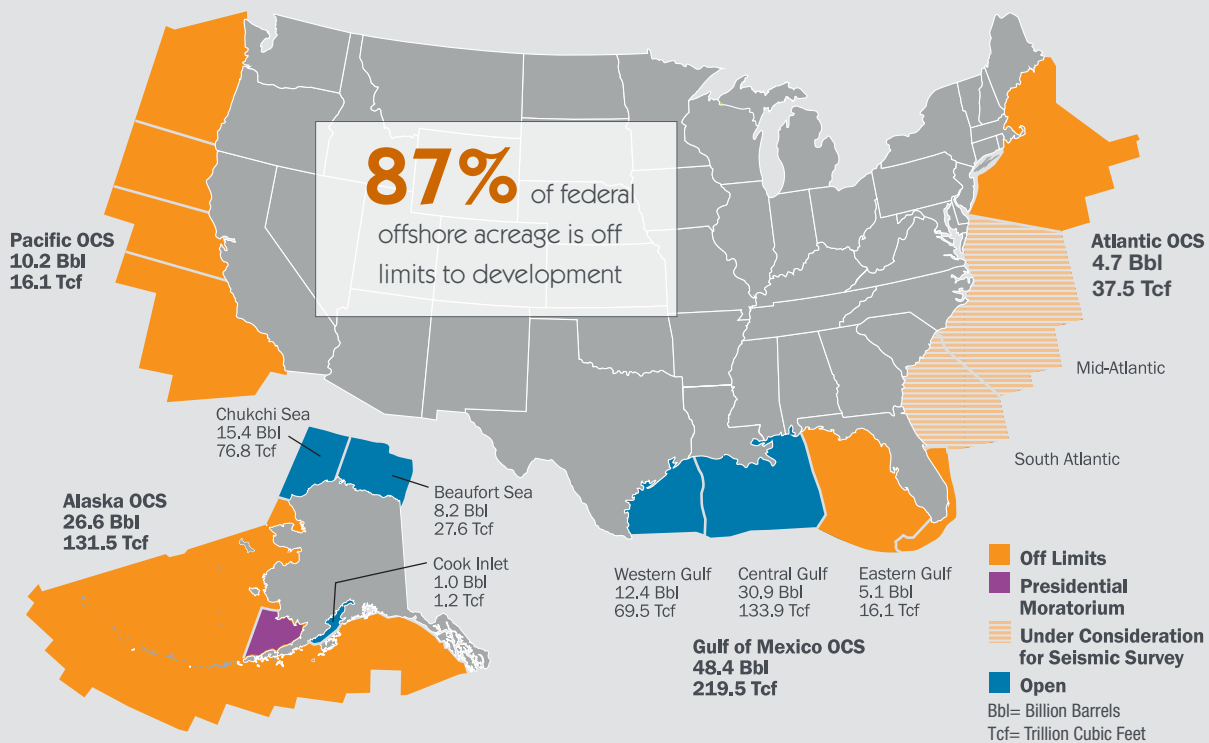 87% of federal
offshore acreage is off
limits to development
Pacific OCS
10.2 Bbl
16.1 Tcf
Atlantic OCS
4.7 Bbl
37.5 Tcf
Mid-Atlantic
South Atlantic
Chukchi Sea
15.4 Bbl
76.8 Tcf
Beaufort Sea
8.2 Bbl
27.6 Tcf
Alaska OCS
26.6 Bbl
131.5 Tcf
Cook Inlet
1.0 Bbl
1.2 Tcf
Western Gulf
12.4 Bbl
69.5 Tcf
Central Gulf
30.9 Bbl
133.9 Tcf
Eastern Gulf
5.1 Bbl
16.1 Tcf
Gulf of Mexico OCS
48.4 Bbl
219.5 Tcf
Off Limits
Presidential
Moratorium
Under Consideration
for Seismic Survey
Open
Bbl= Billion Barrels
Tcf= Trillion Cubic Feet